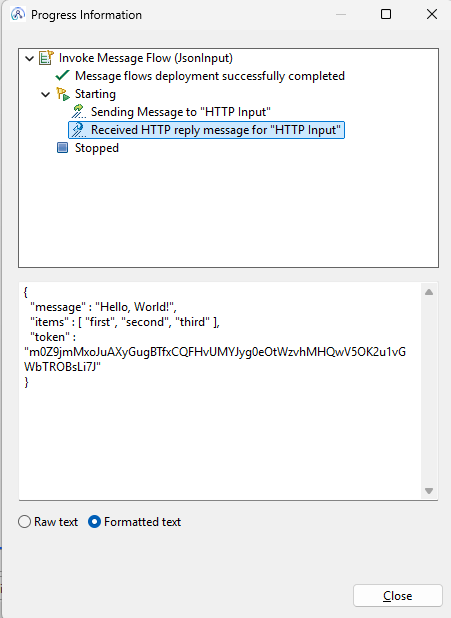 Progress Information
Invoke Message Flow (JsonInput)
Message flows deployment successfully completed
Starting
Sending Message to "HTTP Input"
Received HTTP reply message for "HTTP Input"
Stopped
{
"message" : "Hello, World!",
"items" : [ "first", "second", "third" ],
"token" :
"m0Z9jmMxoJuAXyGugBTfxCQFHvUMYJyg0eOtWzvhMHQwV5OK2u1vG
WbTROBsLi7J"
}
Raw text
Formatted text
Close